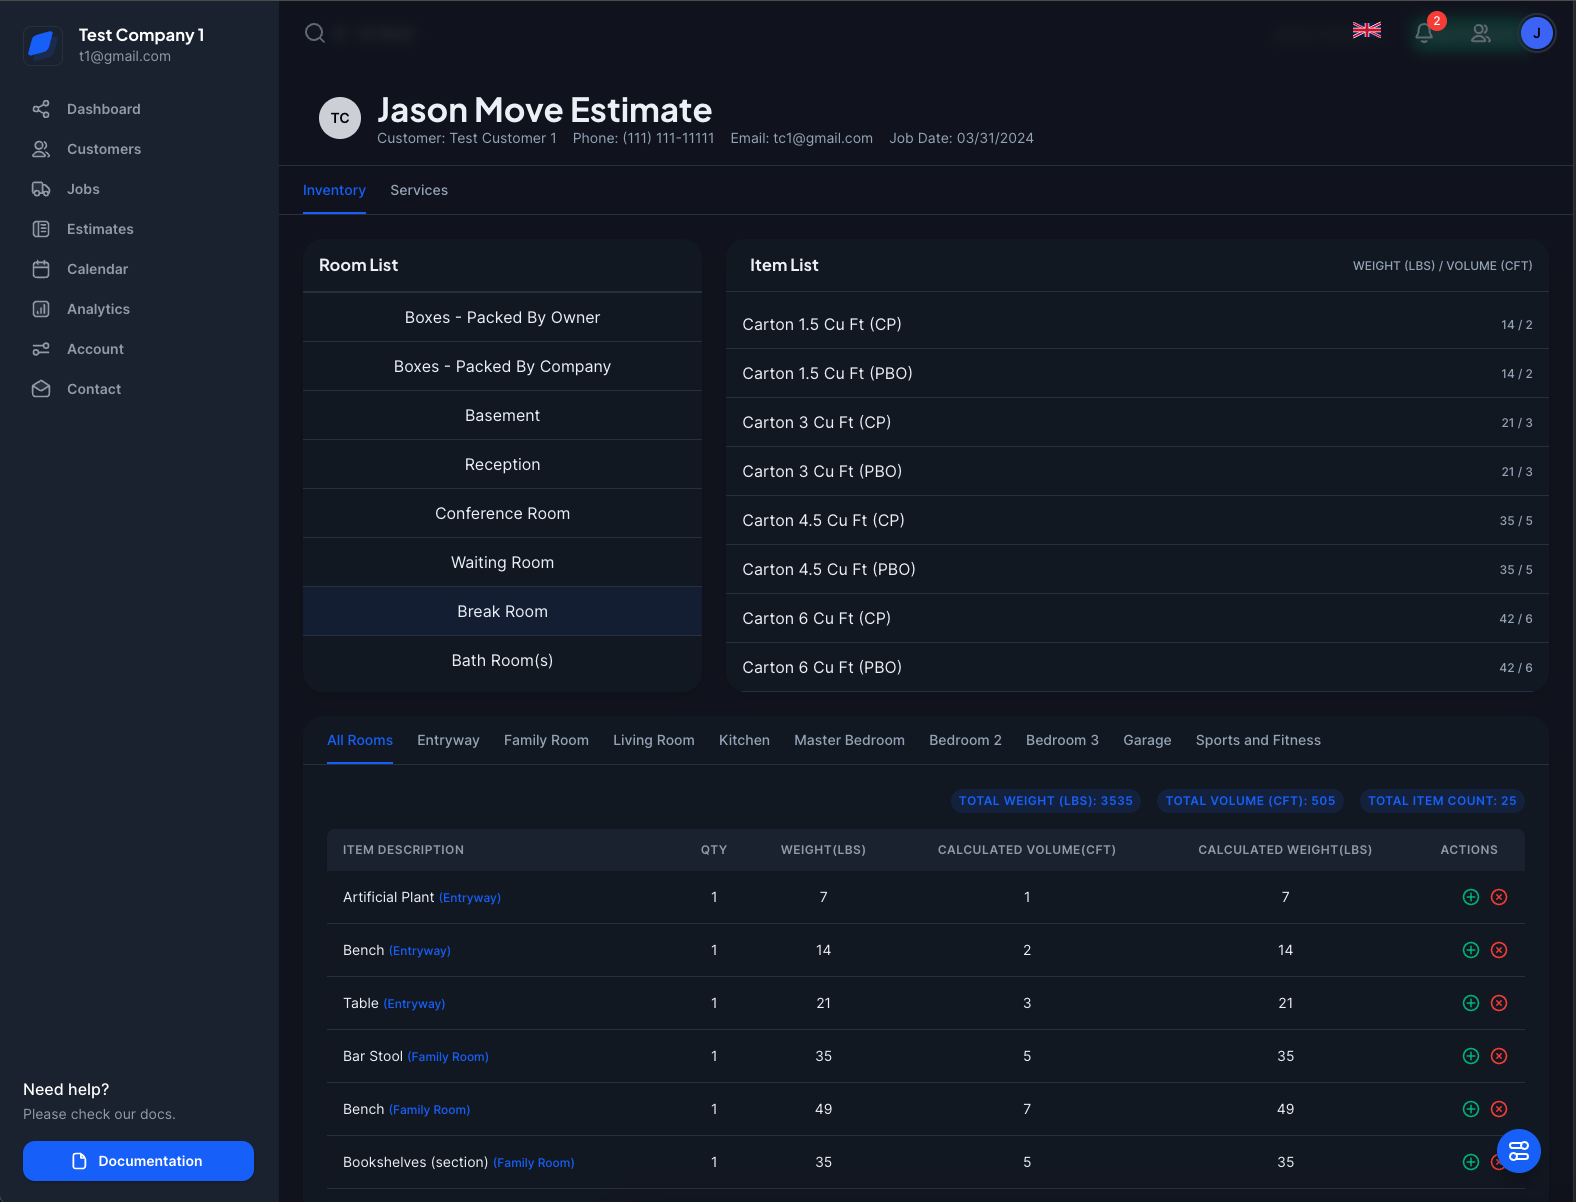 Test Company 1
t1@gmail.com
Dashboard
Customers
Jobs
Estimates
Calendar
Analytics
Account
Contact
Need help?
Please check our docs.
Documentation
2
J
TC
Jason Move Estimate
Customer: Test Customer 1 Phone: (111) 111-11111 Email: tc1@gmail.com Job Date: 03/31/2024
Inventory Services
Room List
Boxes - Packed By Owner
Boxes - Packed By Company
Basement
Reception
Conference Room
Waiting Room
Break Room
Bath Room(s)
Item List WEIGHT (LBS) / VOLUME (CFT)
Carton 1.5 Cu Ft (CP) 14 / 2
Carton 1.5 Cu Ft (PBO) 14 / 2
Carton 3 Cu Ft (CP) 21 / 3
Carton 3 Cu Ft (PBO) 21 / 3
Carton 4.5 Cu Ft (CP) 35 / 5
Carton 4.5 Cu Ft (PBO) 35 / 5
Carton 6 Cu Ft (CP) 42 / 6
Carton 6 Cu Ft (PBO) 42 / 6
All Rooms Entryway Family Room Living Room Kitchen Master Bedroom Bedroom 2 Bedroom 3 Garage Sports and Fitness
TOTAL WEIGHT (LBS): 3535 TOTAL VOLUME (CFT): 505 TOTAL ITEM COUNT: 25
ITEM DESCRIPTION QTY WEIGHT(LBS) CALCULATED VOLUME(CFT) CALCULATED WEIGHT(LBS) ACTIONS
Artificial Plant (Entryway) 1 7 1 7
Bench (Entryway) 1 14 2 14
Table (Entryway) 1 21 3 21
Bar Stool (Family Room) 1 35 5 35
Bench (Family Room) 1 49 7 49
Bookshelves (section) (Family Room) 1 35 5 35